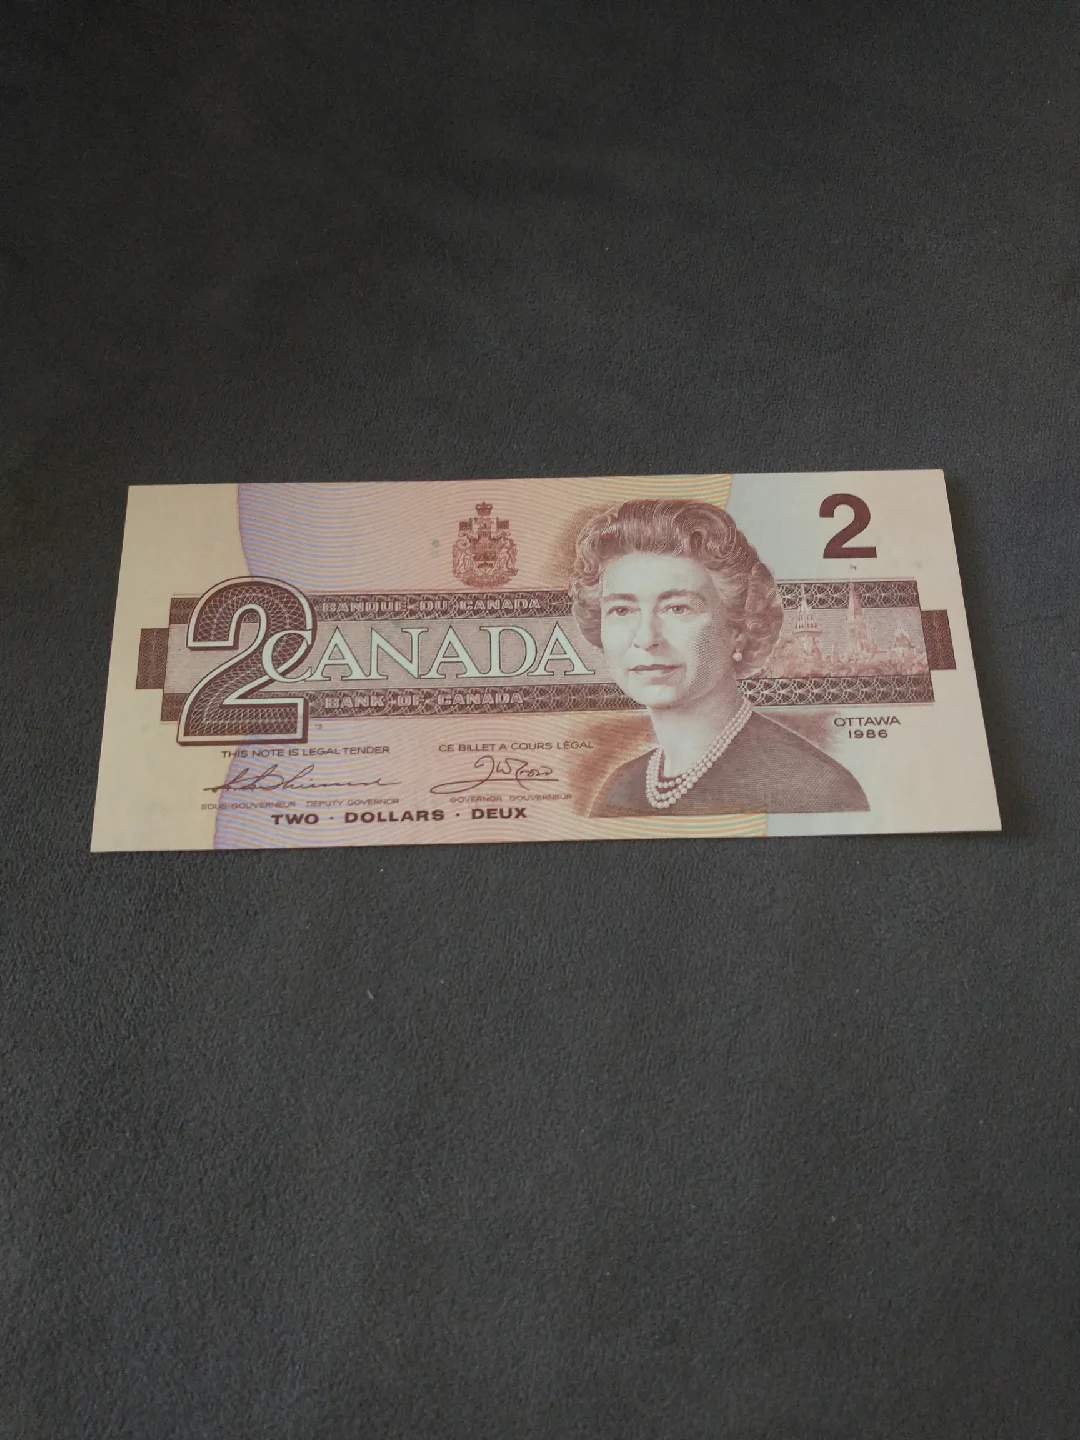 2
BANQUE·DU·CANADA
2
CANADA
BANK·OF·CANADA
OTTAWA
1986
THIS NOTE IS LEGAL TENDER
CE BILLET A COURS LÉGAL
SOUS-GOUVERNEUR DEPUTY GOVERNOR
GOVERNOR GOUVERNEUR
TWO · DOLLARS · DEUX